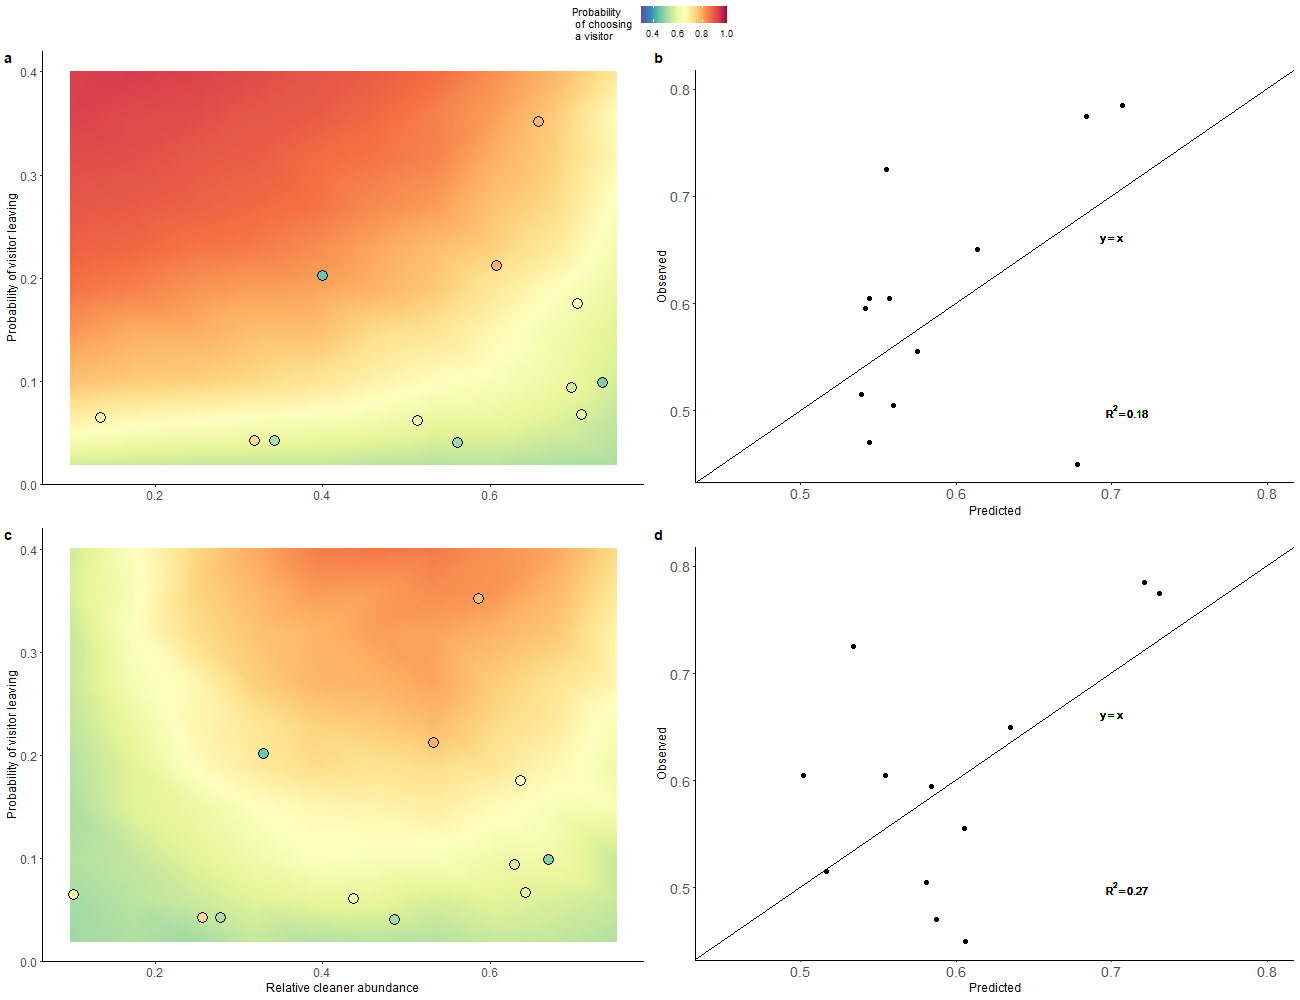 Probability
of choosing
a visitor
0.4 0.6 0.8 1.0
a
Probability of visitor leaving
0.4
0.3
0.2
0.1
0.0
0.2 0.4 0.6
b
Observed
0.8
0.7
0.6
0.5
y = x
R² = 0.18
0.5 0.6 0.7 0.8
Predicted
c
Probability of visitor leaving
0.4
0.3
0.2
0.1
0.0
0.2 0.4 0.6
Relative cleaner abundance
d
Observed
0.8
0.7
0.6
0.5
y = x
R² = 0.27
0.5 0.6 0.7 0.8
Predicted